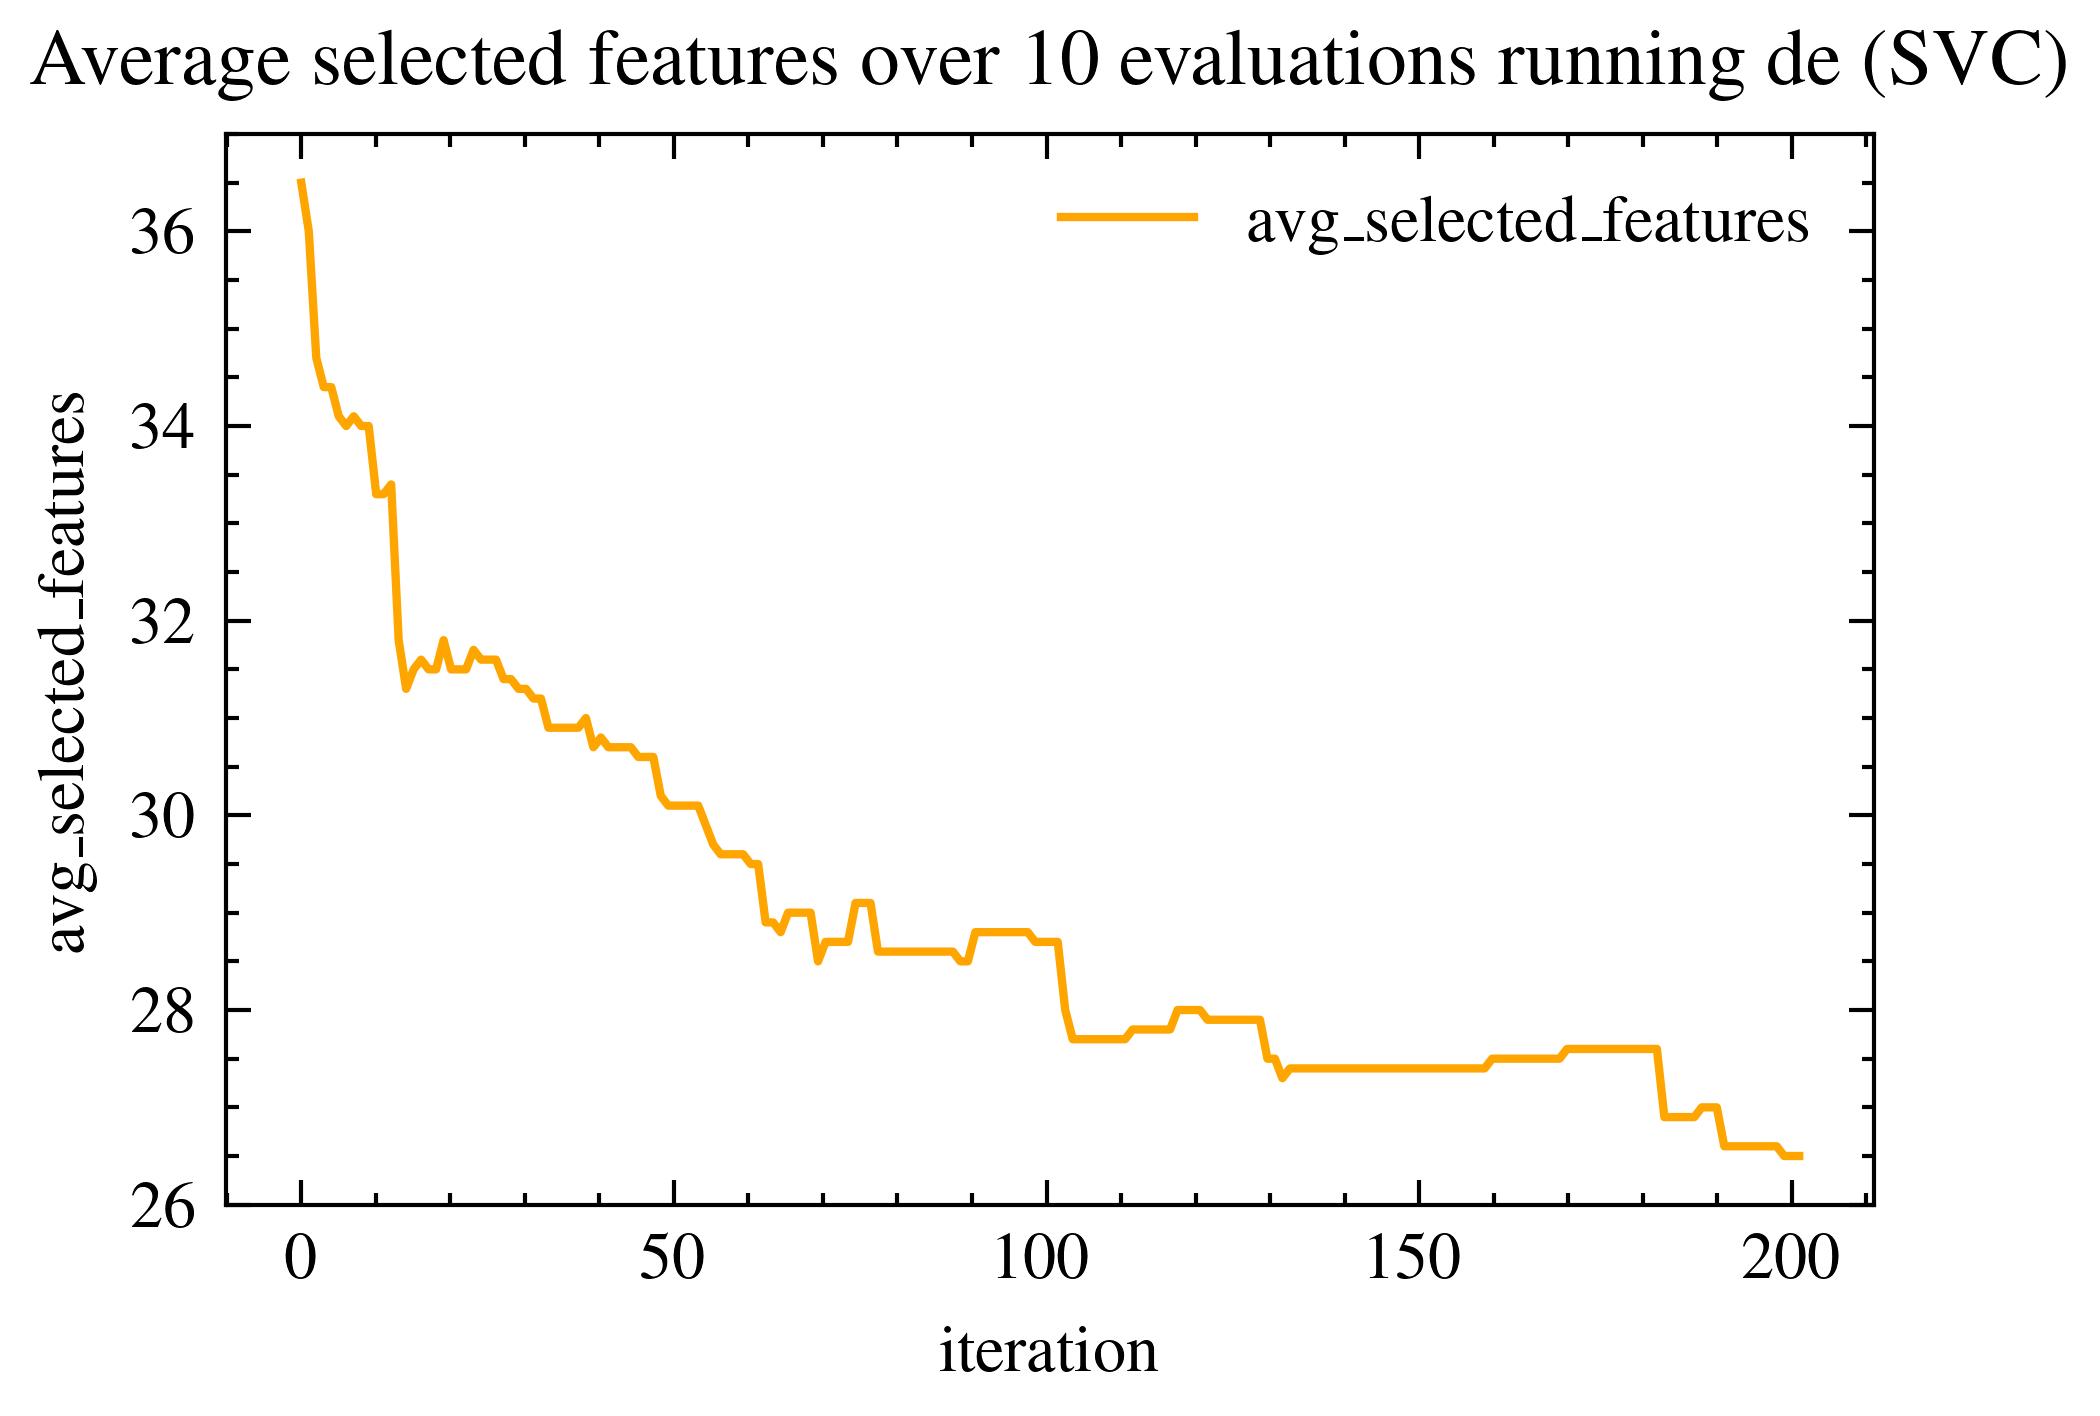 Average selected features over 10 evaluations running de (SVC)
avg_selected_features
avg_selected_features
36
34
32
30
28
26
0 50 100 150 200
iteration